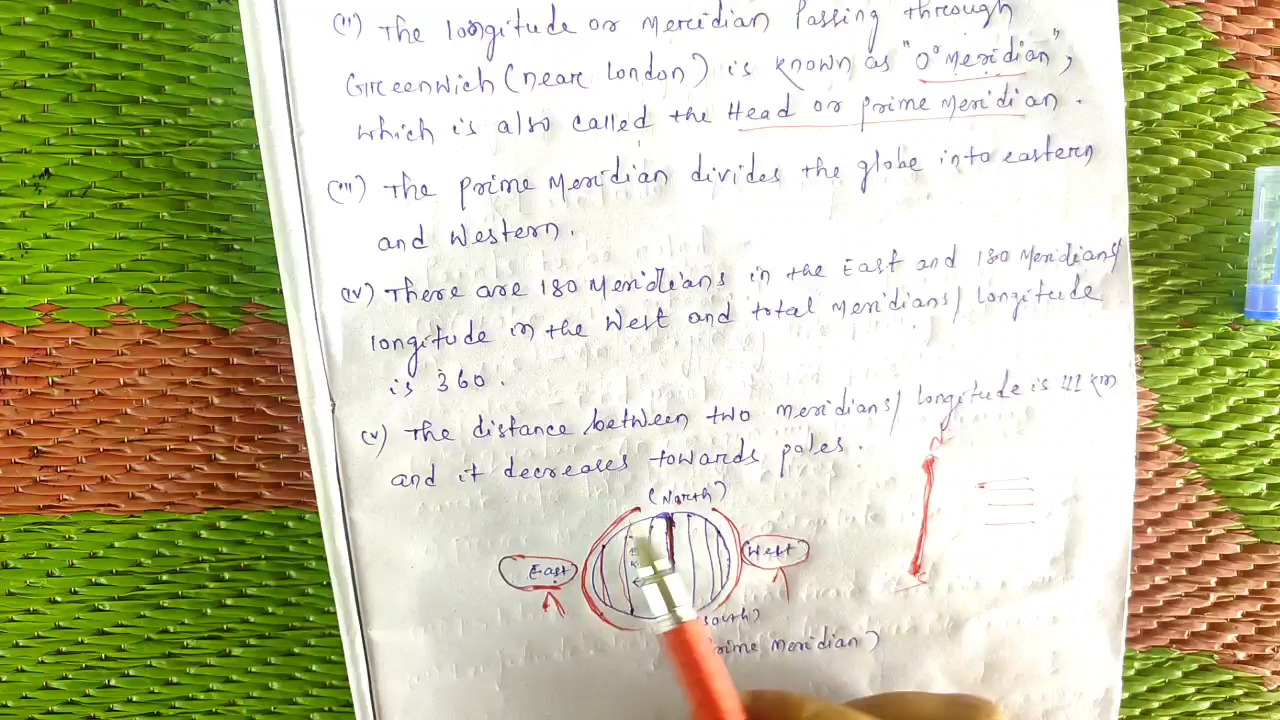 (ii) The longitude or Meridian Passing through
Greenwich (near London) is known as "0° Meridian",
which is also called the Head or prime Meridian.
(iii) The prime Meridian divides the globe into eastern
and Western.
(iv) There are 180 Meridians in the East and 180 Meridians/
longitude in the West and total Meridians/ longitude
is 360.
(v) The distance between two meridians/ longitude is 111 km
and it decreases towards poles.
(North)
N
East
West
S
South)
Prime Meridian)